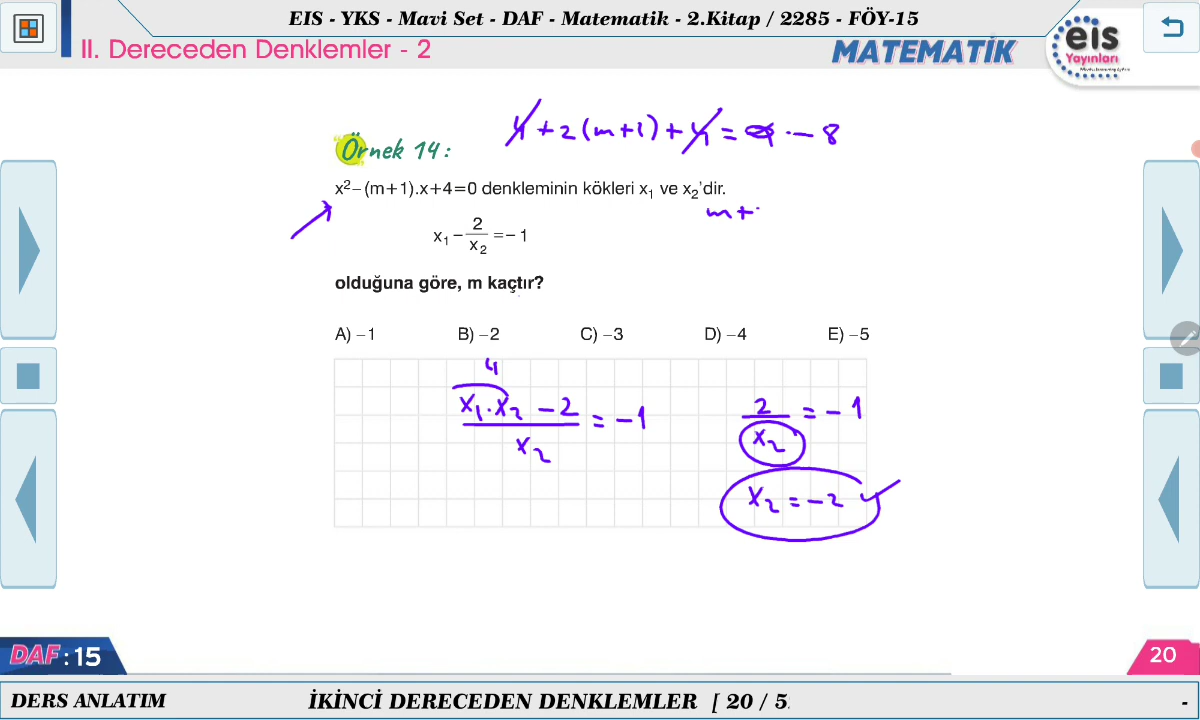 EIS - YKS - Mavi Set - DAF - Matematik - 2.Kitap / 2285 - FÖY-15
II. Dereceden Denklemler - 2
MATEMATİK
eis
Yayınları
4+2(m+1)+4= -8
Örnek 14:
x²–(m+1).x+4=0 denkleminin kökleri x₁ ve x₂'dir.
m+
x₁ – 2/x₂ = – 1
olduğuna göre, m kaçtır?
A) –1 B) –2 C) –3 D) –4 E) –5
4
x₁.x₂ –2 / x₂ = –1
2/x₂ = –1
x₂ = –2
DAF : 15
20
DERS ANLATIM
İKİNCİ DERECEDEN DENKLEMLER [ 20 / 5
-